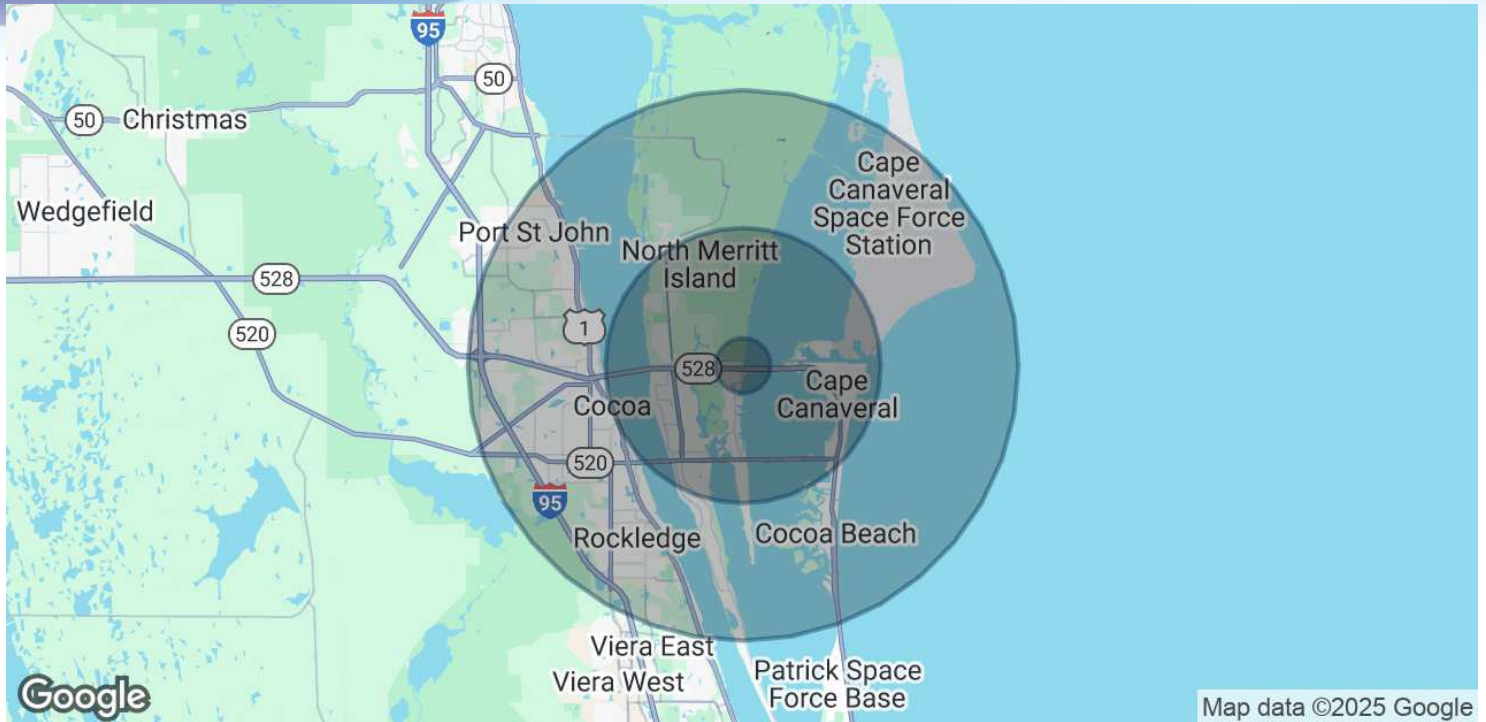 95
50
50
Christmas
Cape
Canaveral
Space Force
Station
Wedgefield
Port St John
North Merritt
Island
528
520
1
528
Cape
Canaveral
Cocoa
520
95
Rockledge
Cocoa Beach
Viera East
Viera West
Patrick Space
Force Base
Google
Map data ©2025 Google